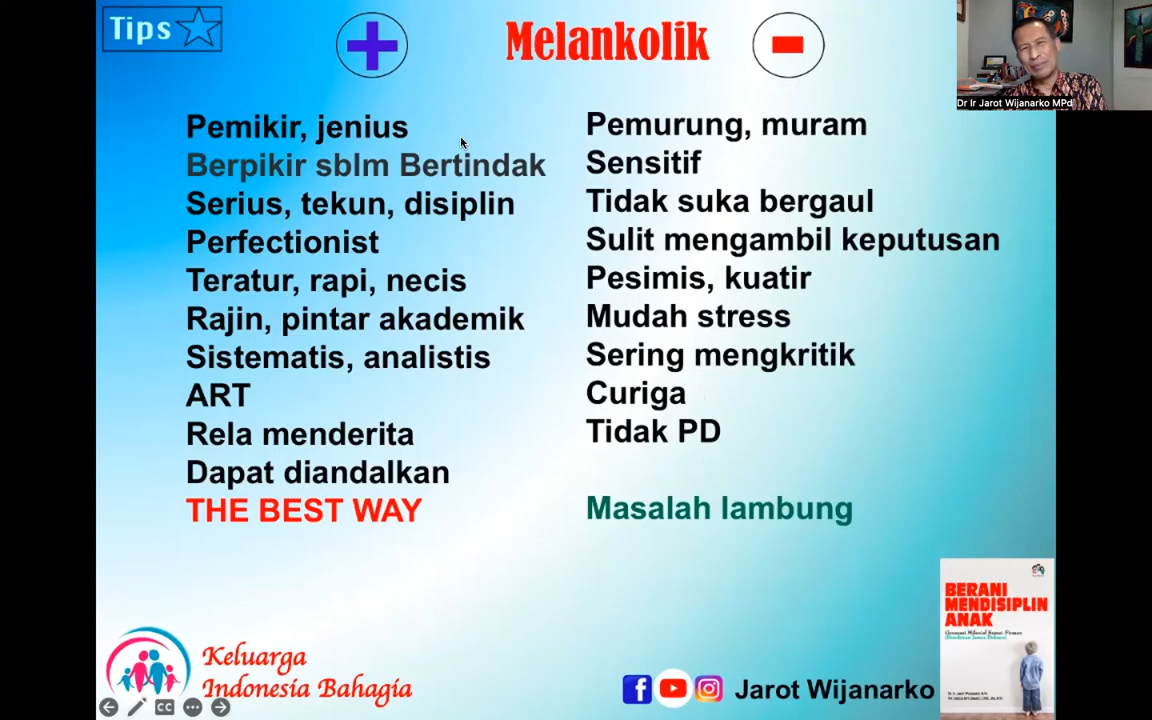 Tips
Melankolik
Dr Ir Jarot Wijanarko MPd
Pemikir, jenius
Berpikir sblm Bertindak
Serius, tekun, disiplin
Perfectionist
Teratur, rapi, necis
Rajin, pintar akademik
Sistematis, analistis
ART
Rela menderita
Dapat diandalkan
THE BEST WAY
Pemurung, muram
Sensitif
Tidak suka bergaul
Sulit mengambil keputusan
Pesimis, kuatir
Mudah stress
Sering mengkritik
Curiga
Tidak PD
Masalah lambung
Keluarga
Indonesia Bahagia
CC
Jarot Wijanarko
BERANI
MENDISIPLIN
ANAK